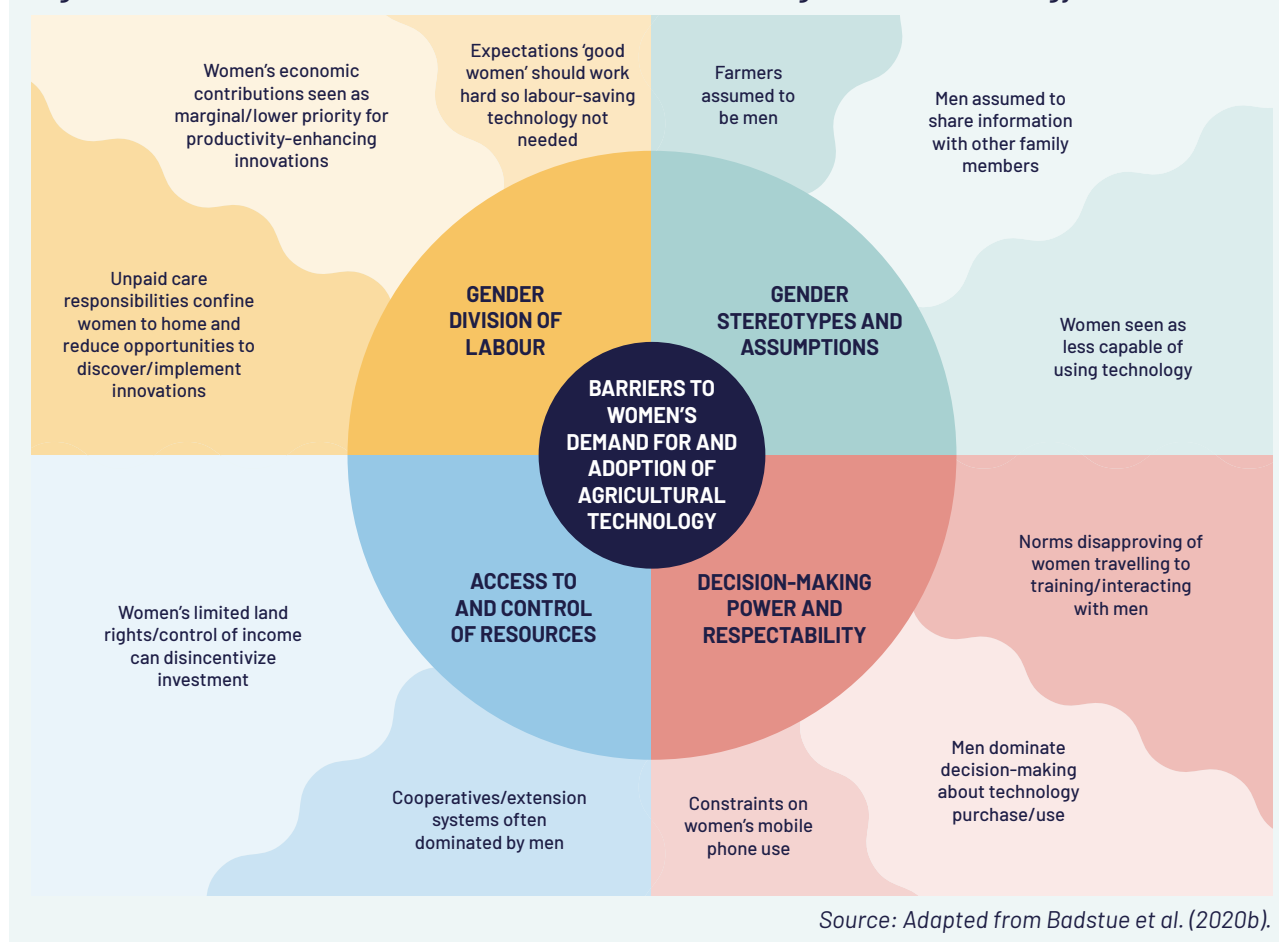 Women's economic
contributions seen as
marginal/lower priority for
productivity-enhancing
innovations
Expectations 'good
women' should work
hard so labour-saving
technology not
needed
Farmers
assumed to
be men
Men assumed to
share information
with other family
members
Unpaid care
responsibilities confine
women to home and
reduce opportunities to
discover/implement
innovations
GENDER
DIVISION OF
LABOUR
GENDER
STEREOTYPES AND
ASSUMPTIONS
Women seen as
less capable of
using technology
BARRIERS TO
WOMEN'S
DEMAND FOR AND
ADOPTION OF
AGRICULTURAL
TECHNOLOGY
ACCESS TO
AND CONTROL
OF RESOURCES
DECISION-MAKING
POWER AND
RESPECTABILITY
Norms disapproving of
women travelling to
training/interacting
with men
Women's limited land
rights/control of income
can disincentivize
investment
Cooperatives/extension
systems often
dominated by men
Constraints on
women's mobile
phone use
Men dominate
decision-making
about technology
purchase/use
Source: Adapted from Badstue et al. (2020b).